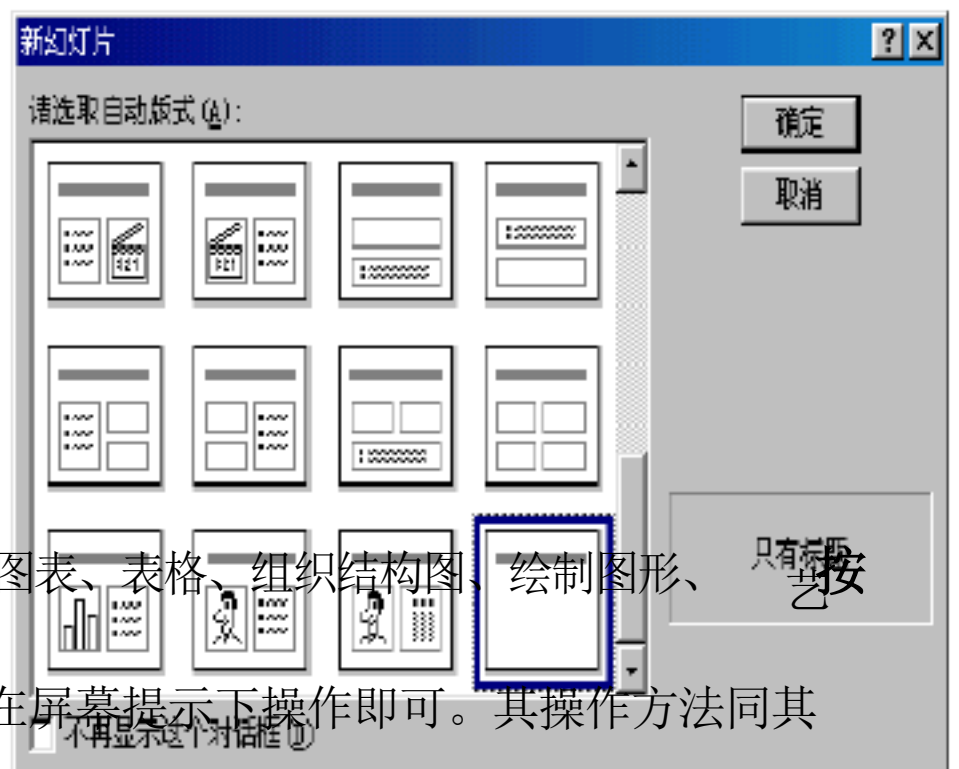 新幻灯片
请选取自动版式(A):
确定
取消
只有标题
图表、表格、组织结构图、绘制图形、 艺 按
在屏幕提示下操作即可。其操作方法同其
不再显示这个对话框(D)